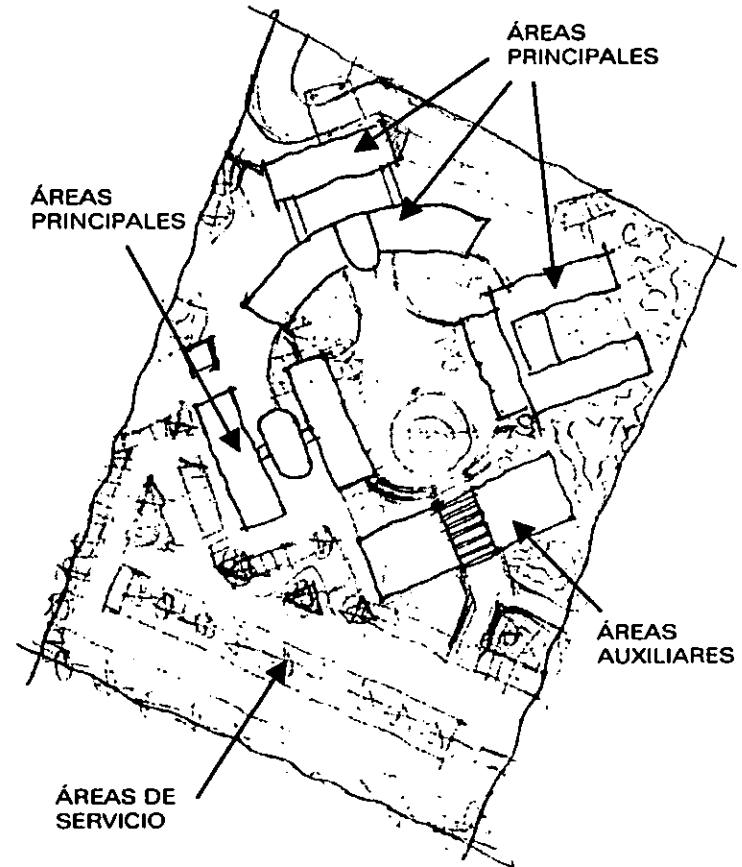 ÁREAS
PRINCIPALES
ÁREAS
PRINCIPALES
ÁREAS
AUXILIARES
ÁREAS DE
SERVICIO